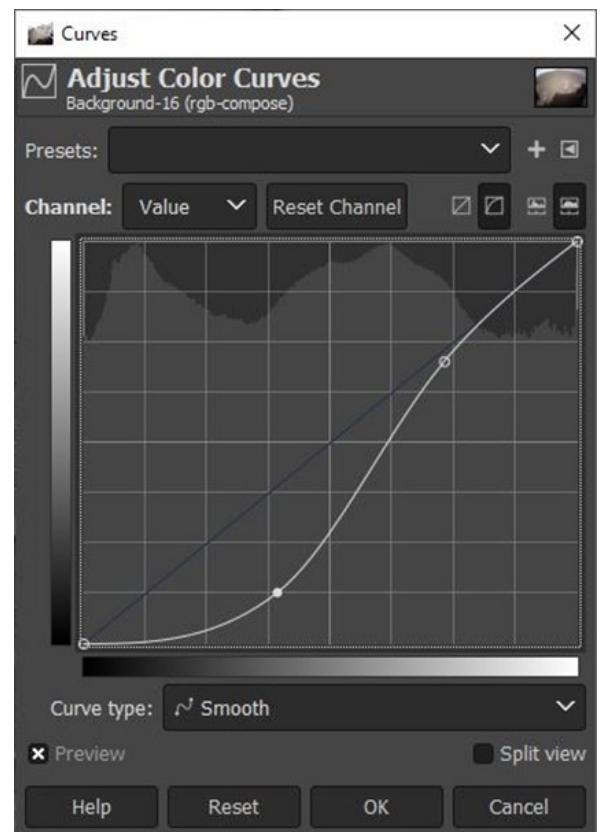 Curves
Adjust Color Curves
Background-16 (rgb-compose)
Presets:
Channel: Value Reset Channel
Curve type: Smooth
Preview Split view
Help Reset OK Cancel